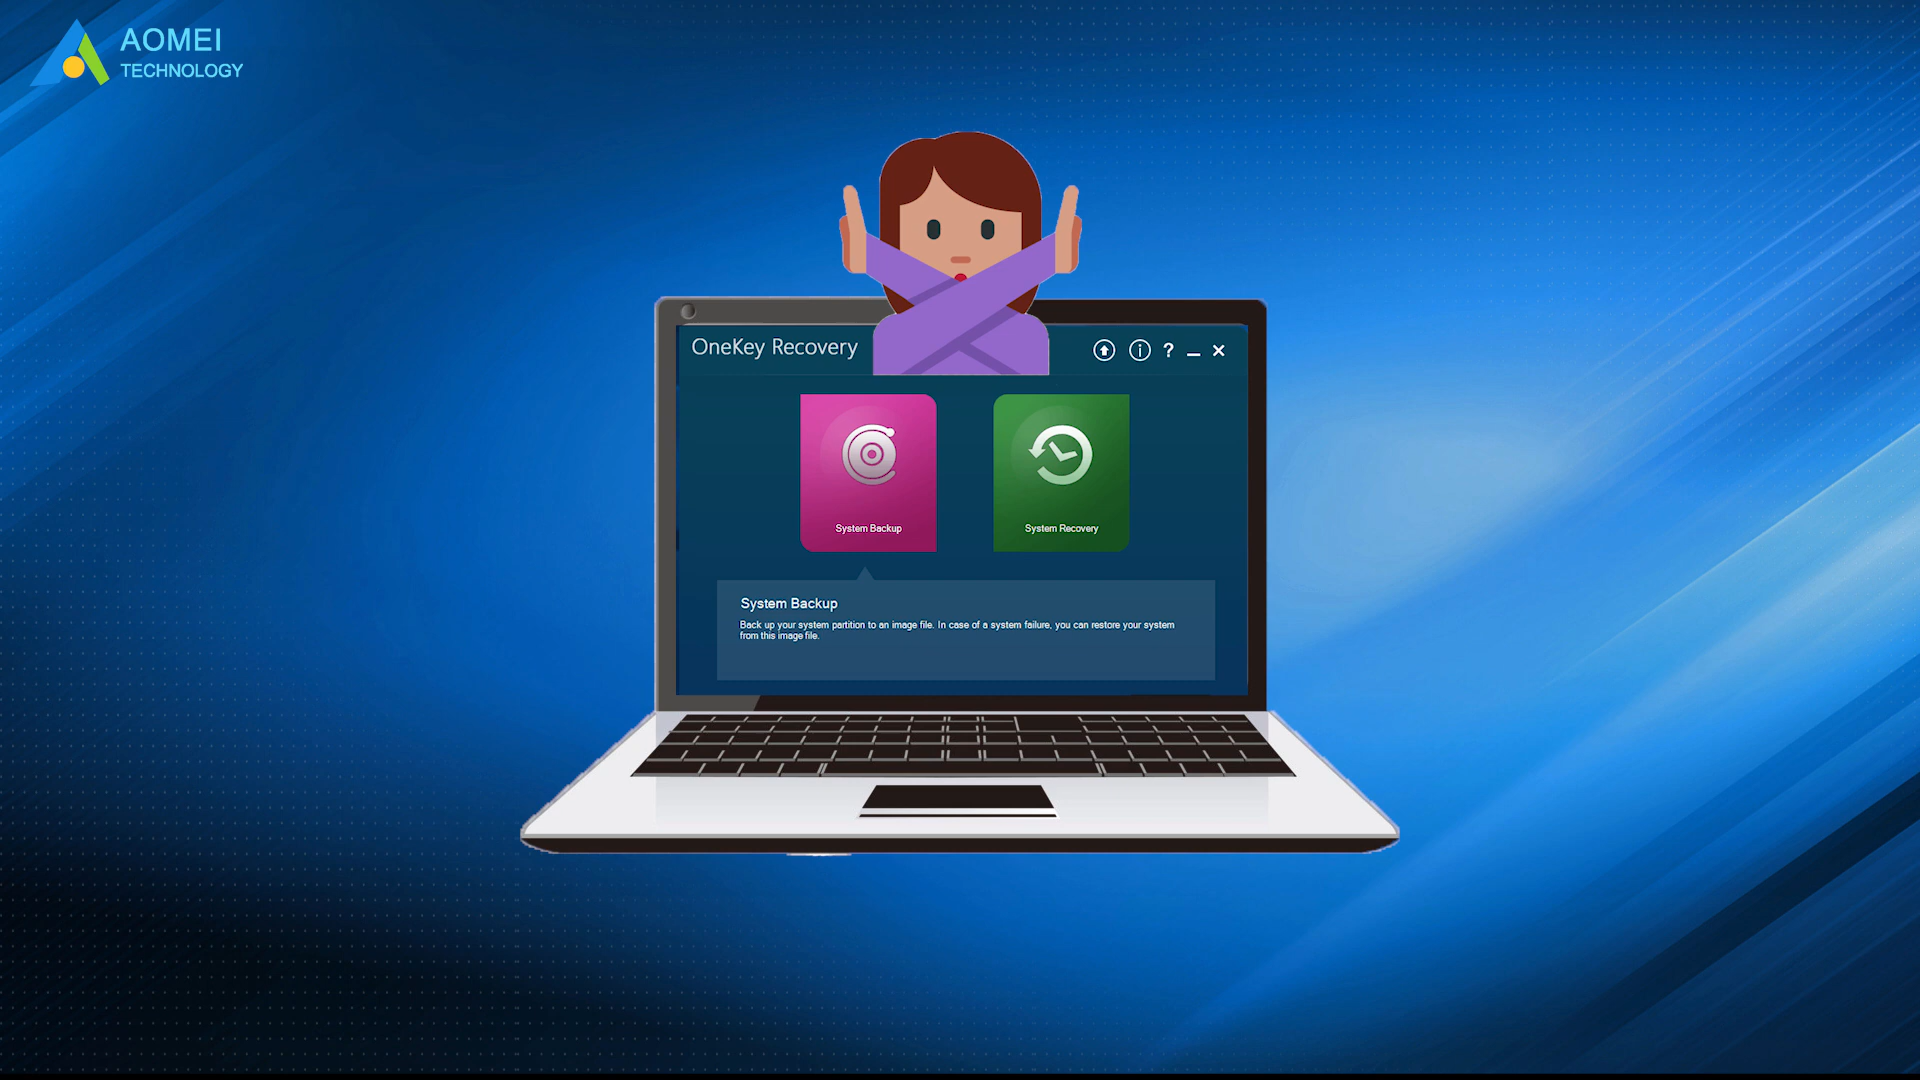 AOMEI
TECHNOLOGY
OneKey Recovery
System Backup
System Recovery
System Backup
Back up your system partition to an image file. In case of a system failure, you can restore your system
from this image file.